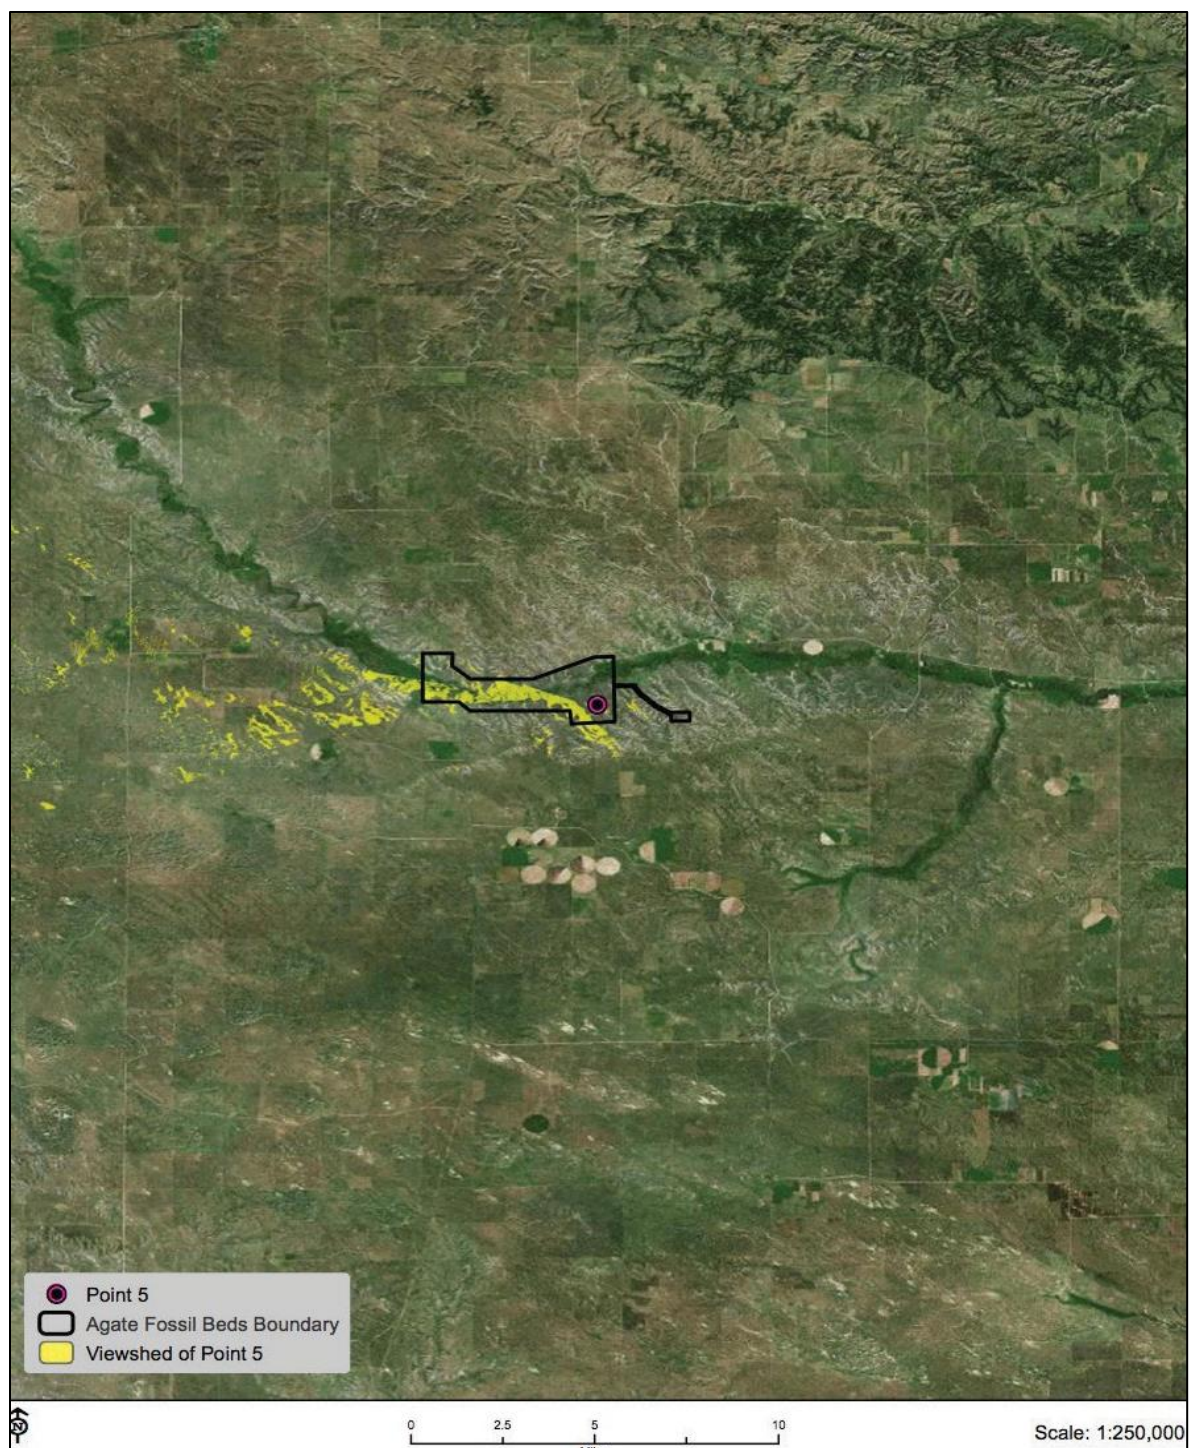 Point 5
Agate Fossil Beds Boundary
Viewshed of Point 5
N
0 2.5 5 10
Scale: 1:250,000